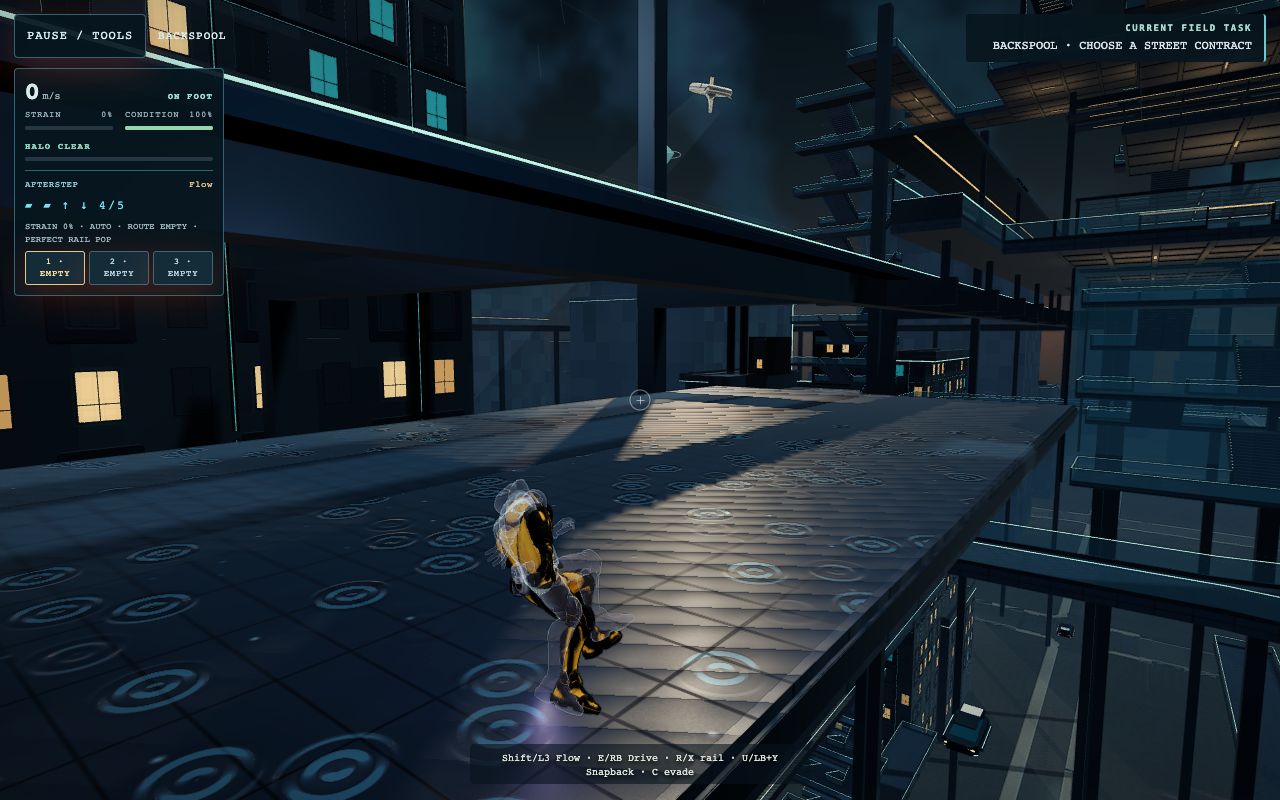 PAUSE / TOOLS
BACKSPOOL
CURRENT FIELD TASK
BACKSPOOL · CHOOSE A STREET CONTRACT
0 m/s
ON FOOT
STRAIN 0%
CONDITION 100%
HALO CLEAR
AFTERSTEP
Flow
▰ ▰ ↑ ↓ 4/5
STRAIN 0% · AUTO · ROUTE EMPTY ·
PERFECT RAIL POP
1 ·
EMPTY
2 ·
EMPTY
3 ·
EMPTY
Shift/L3 Flow · E/RB Drive · R/X rail · U/LB+Y
Snapback · C evade